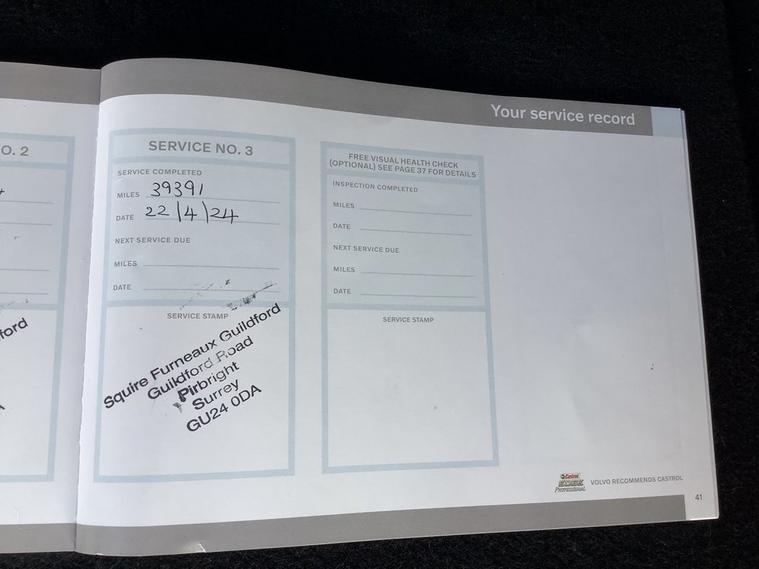 Your service record
O. 2
ford
SERVICE NO. 3
SERVICE COMPLETED
MILES 39391
DATE 22/4/24
NEXT SERVICE DUE
MILES
DATE
SERVICE STAMP
Squire Furneaux Guildford
Guildford Road
Pirbright
Surrey
GU24 0DA
FREE VISUAL HEALTH CHECK
(OPTIONAL) SEE PAGE 37 FOR DETAILS
INSPECTION COMPLETED
MILES
DATE
NEXT SERVICE DUE
MILES
DATE
SERVICE STAMP
Castrol
EDGE
PROFESSIONAL
VOLVO RECOMMENDS CASTROL
41